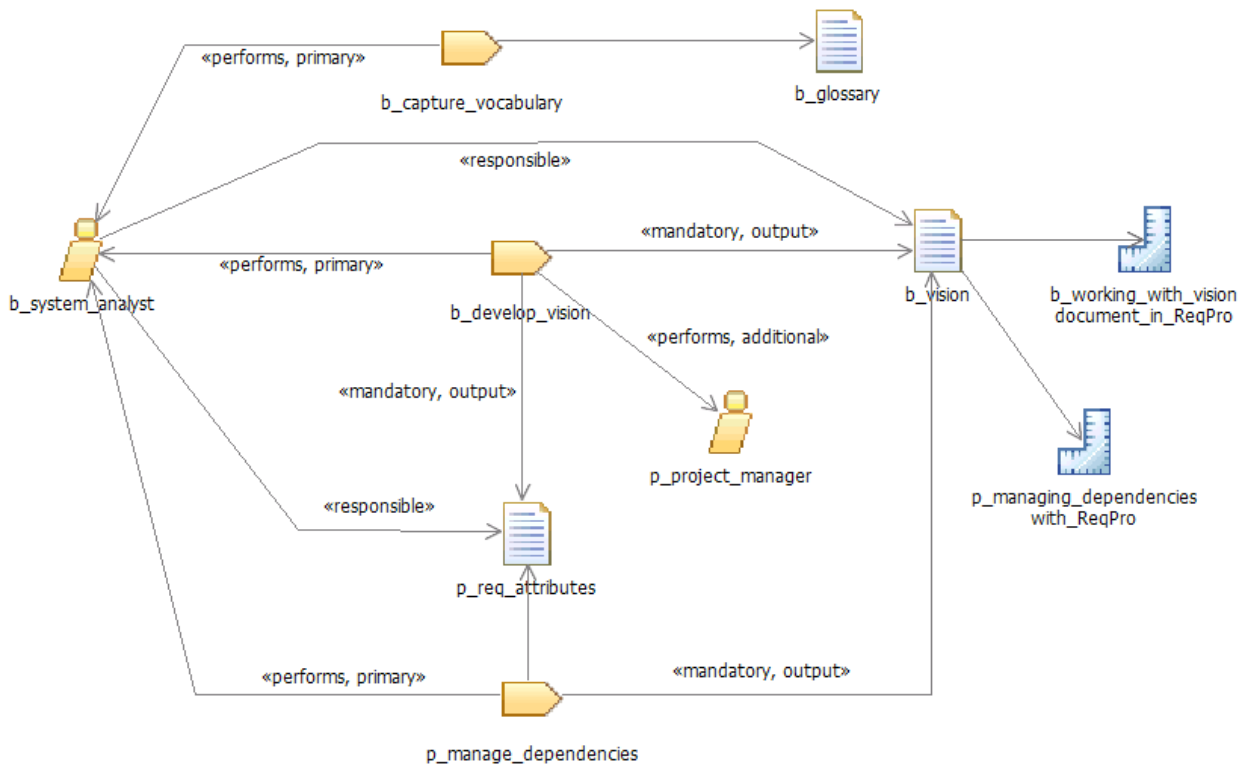 «performs, primary»
b_capture_vocabulary
b_glossary
«responsible»
«mandatory, output»
«performs, primary»
b_system_analyst
b_develop_vision
b_vision
b_working_with_vision
document_in_ReqPro
«performs, additional»
«mandatory, output»
p_project_manager
p_managing_dependencies
with_ReqPro
«responsible»
p_req_attributes
«performs, primary»
«mandatory, output»
p_manage_dependencies